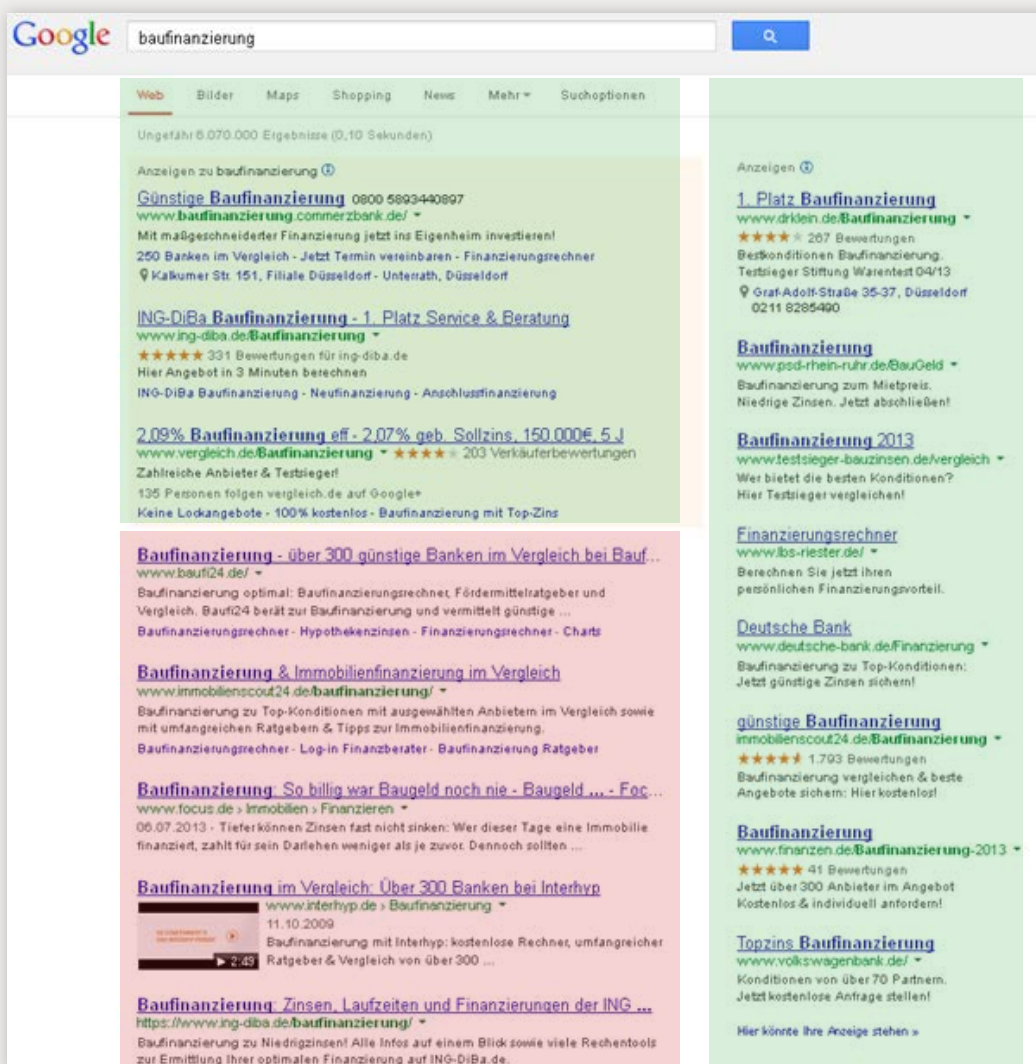 Google
baufinanzierung
Web Bilder Maps Shopping News Mehr Suchoptionen
Ungefähr 6.070.000 Ergebnisse (0,10 Sekunden)
Anzeigen zu baufinanzierung
Günstige Baufinanzierung 0800 5893440897
www.baufinanzierung.commerzbank.de/
Mit maßgeschneiderter Finanzierung jetzt ins Eigenheim investieren!
250 Banken im Vergleich - Jetzt Termin vereinbaren - Finanzierungsrechner
Kalkumer Str. 151, Filiale Düsseldorf - Unterrath, Düsseldorf
ING-DiBa Baufinanzierung - 1. Platz Service & Beratung
www.ing-diba.de/Baufinanzierung
★★★★★ 331 Bewertungen für ing-diba.de
Hier Angebot in 3 Minuten berechnen
ING-DiBa Baufinanzierung - Neufinanzierung - Anschlussfinanzierung
2,09% Baufinanzierung eff - 2,07% geb. Sollzins, 150.000€, 5 J
www.vergleich.de/Baufinanzierung ★★★★★ 203 Verkäuferbewertungen
Zahlreiche Anbieter & Testsieger!
135 Personen folgen vergleich.de auf Google+
Keine Lockangebote - 100% kostenlos - Baufinanzierung mit Top-Zins
Baufinanzierung - über 300 günstige Banken im Vergleich bei Bauf...
www.baufi24.de/
Baufinanzierung optimal: Baufinanzierungsrechner, Fördermittelratgeber und
Vergleich. Baufi24 berät zur Baufinanzierung und vermittelt günstige ...
Baufinanzierungsrechner - Hypothekenzinsen - Finanzierungsrechner - Charts
Baufinanzierung & Immobilienfinanzierung im Vergleich
www.immobilienscout24.de/baufinanzierung/
Baufinanzierung zu Top-Konditionen mit ausgewählten Anbietern im Vergleich sowie
mit umfangreichen Ratgebern & Tipps zur Immobilienfinanzierung.
Baufinanzierungsrechner - Log-in Finanzberater - Baufinanzierung Ratgeber
Baufinanzierung: So billig war Baugeld noch nie - Baugeld ... - Foc...
www.focus.de › Immobilien › Finanzieren
06.07.2013 - Tiefer können Zinsen fast nicht sinken: Wer dieser Tage eine Immobilie
finanziert, zahlt für sein Darlehen weniger als je zuvor. Dennoch sollten ...
Baufinanzierung im Vergleich: Über 300 Banken bei Interhyp
www.interhyp.de › Baufinanzierung
11.10.2009
Baufinanzierung mit Interhyp: kostenlose Rechner, umfangreicher
2:49 Ratgeber & Vergleich von über 300 ...
Baufinanzierung: Zinsen, Laufzeiten und Finanzierungen der ING ...
https://www.ing-diba.de/baufinanzierung/
Baufinanzierung zu Niedrigzinsen! Alle Infos auf einem Blick sowie viele Rechentools
zur Ermittlung Ihrer optimalen Finanzierung auf ING-DiBa.de.
Anzeigen
1. Platz Baufinanzierung
www.drklein.de/Baufinanzierung
★★★★★ 267 Bewertungen
Bestkonditionen Baufinanzierung.
Testsieger Stiftung Warentest 04/13
Graf-Adolf-Straße 35-37, Düsseldorf
0211 8285490
Baufinanzierung
www.psd-rhein-ruhr.de/BauGeld
Baufinanzierung zum Mietpreis.
Niedrige Zinsen. Jetzt abschließen!
Baufinanzierung 2013
www.testsieger-bauzinsen.de/vergleich
Wer bietet die besten Konditionen?
Hier Testsieger vergleichen!
Finanzierungsrechner
www.lbs-riester.de/
Berechnen Sie jetzt ihren
persönlichen Finanzierungsvorteil.
Deutsche Bank
www.deutsche-bank.de/Finanzierung
Baufinanzierung zu Top-Konditionen:
Jetzt günstige Zinsen sichern!
günstige Baufinanzierung
immobilienscout24.de/Baufinanzierung
★★★★★ 1.793 Bewertungen
Baufinanzierung vergleichen & beste
Angebote sichern: Hier kostenlos!
Baufinanzierung
www.finanzen.de/Baufinanzierung-2013
★★★★★ 41 Bewertungen
Jetzt über 300 Anbieter im Angebot
Kostenlos & individuell anfordern!
Topzins Baufinanzierung
www.volkswagenbank.de/
Konditionen von über 70 Partnern.
Jetzt kostenlose Anfrage stellen!
Hier könnte Ihre Anzeige stehen »